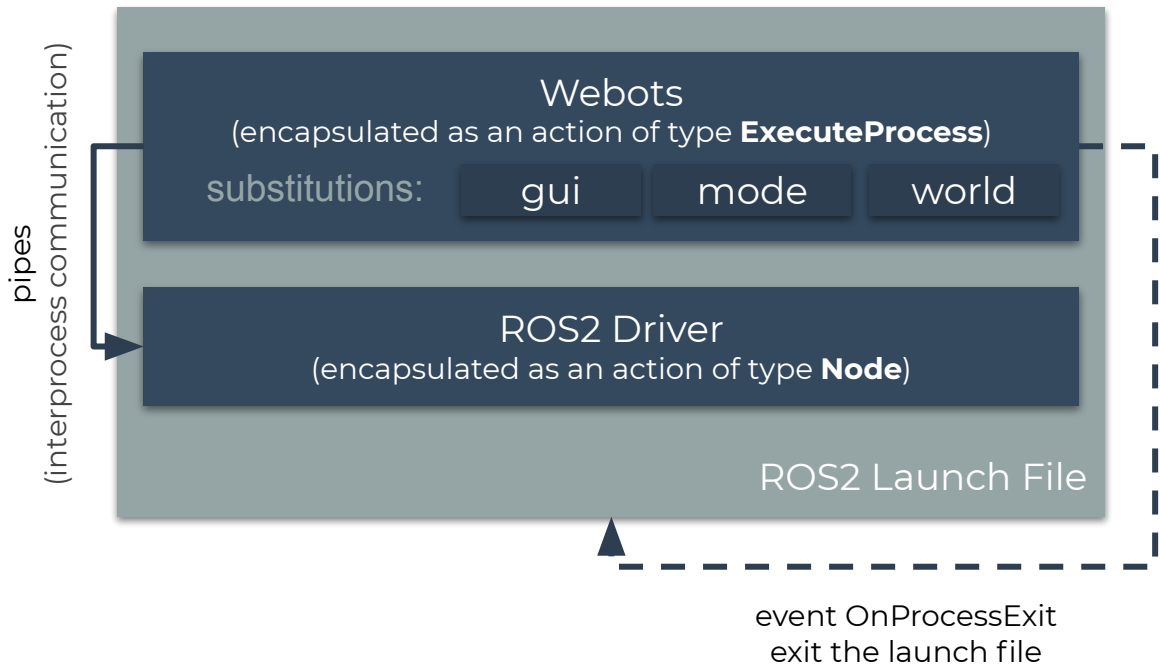 Webots
(encapsulated as an action of type ExecuteProcess)
substitutions: gui mode world
pipes
(interprocess communication)
ROS2 Driver
(encapsulated as an action of type Node)
ROS2 Launch File
event OnProcessExit
exit the launch file